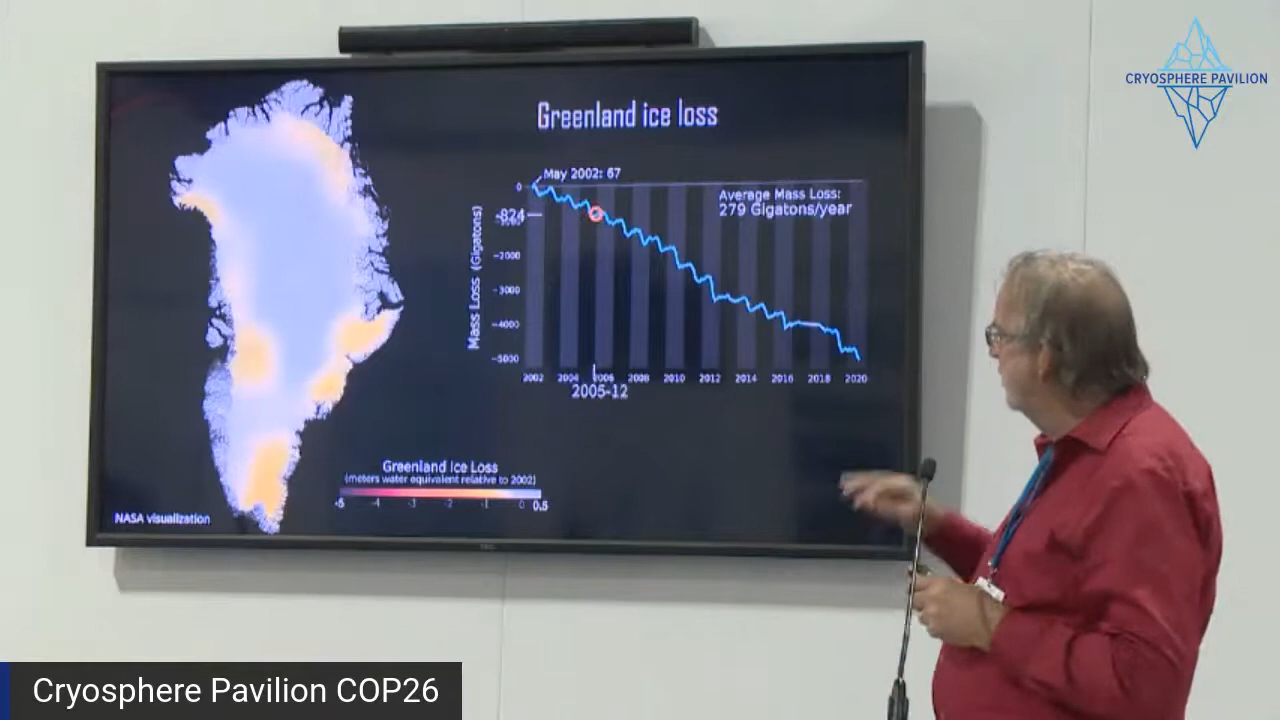 CRYOSPHERE PAVILION
Greenland ice loss
May 2002: 67
Average Mass Loss:
279 Gigatons/year
Mass Loss (Gigatons)
0
-824
-2000
-3000
-4000
-5000
2002 2004 2006 2008 2010 2012 2014 2016 2018 2020
2005-12
Greenland Ice Loss
(meters water equivalent relative to 2002)
-5 -4 -3 -2 -1 0 0.5
NASA visualization
Cryosphere Pavilion COP26